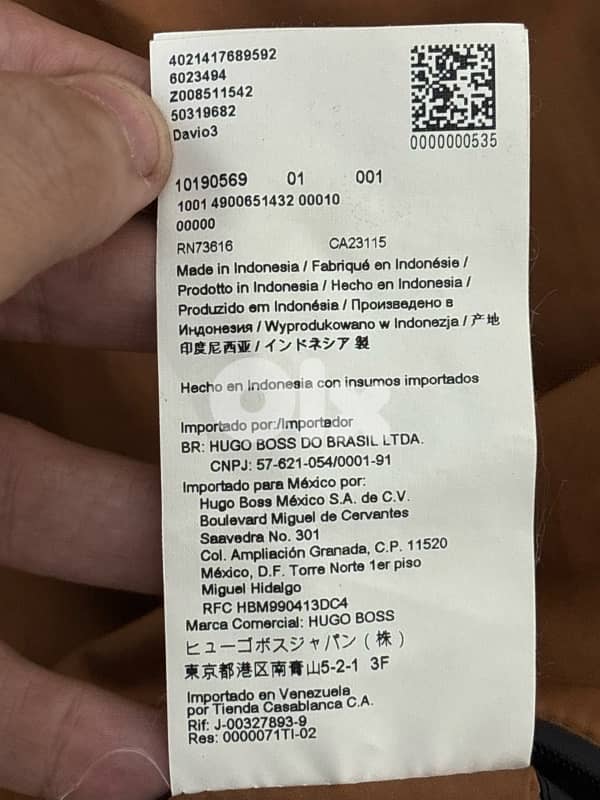 4021417689592
6023494
Z008511542
50319682
Davio3
0000000535
10190569 01 001
1001 4900651432 00010
00000
RN73616 CA23115
Made in Indonesia / Fabriqué en Indonésie /
Prodotto in Indonesia / Hecho en Indonesia /
Produzido em Indonésia / Произведено в
Индонезия / Wyprodukowano w Indonezja / 产地
印度尼西亚 / インドネシア 製
Hecho en Indonesia con insumos importados
olx
Importado por:/Importador
BR: HUGO BOSS DO BRASIL LTDA.
CNPJ: 57-621-054/0001-91
Importado para México por:
Hugo Boss México S.A. de C.V.
Boulevard Miguel de Cervantes
Saavedra No. 301
Col. Ampliación Granada, C.P. 11520
México, D.F. Torre Norte 1er piso
Miguel Hidalgo
RFC HBM990413DC4
Marca Comercial: HUGO BOSS
ヒューゴボスジャパン（株）
東京都港区南青山5-2-1 3F
Importado en Venezuela
por Tienda Casablanca C.A.
Rif: J-00327893-9
Res: 0000071TI-02